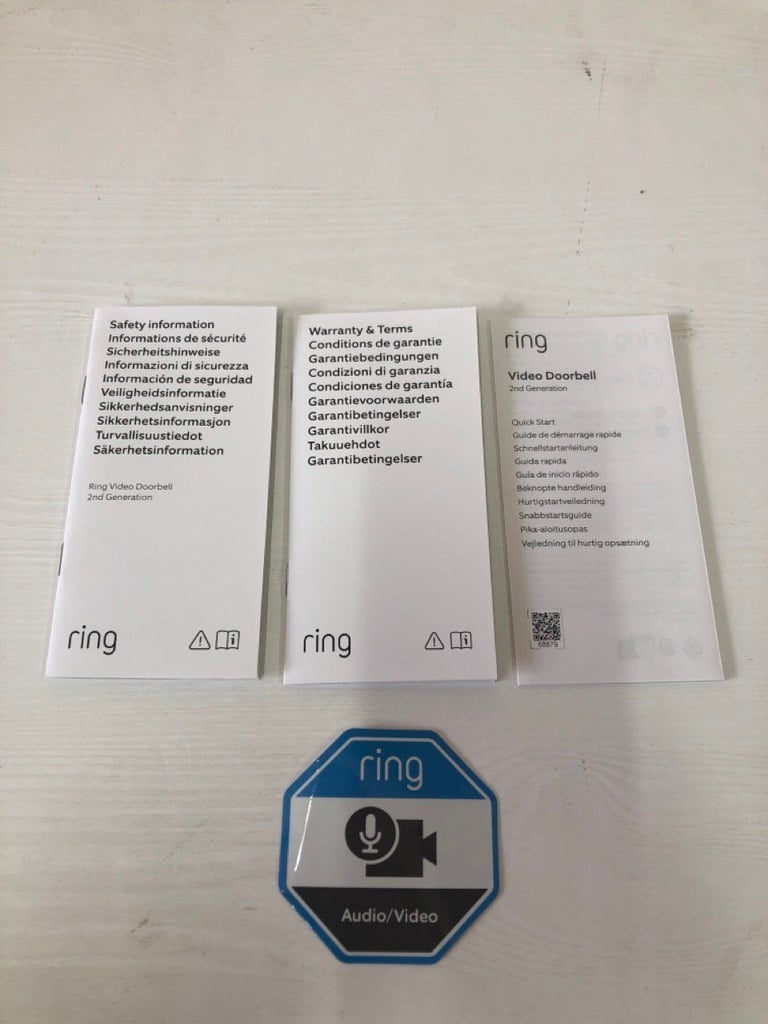 Safety information
Informations de sécurité
Sicherheitshinweise
Informazioni di sicurezza
Información de seguridad
Veiligheidsinformatie
Sikkerhedsanvisninger
Sikkerhetsinformasjon
Turvallisuustiedot
Säkerhetsinformation
Ring Video Doorbell
2nd Generation
ring
Warranty & Terms
Conditions de garantie
Garantiebedingungen
Condizioni di garanzia
Condiciones de garantía
Garantievoorwaarden
Garantibetingelser
Garantivillkor
Takuuehdot
Garantibetingelser
ring
ring
Video Doorbell
2nd Generation
Quick Start
Guide de démarrage rapide
Schnellstartanleitung
Guida rapida
Guía de inicio rápido
Beknopte handleiding
Hurtigstartveiledning
Snabbstartsguide
Pika-aloitusopas
Vejledning til hurtig opsætning
68879
ring
Audio/Video